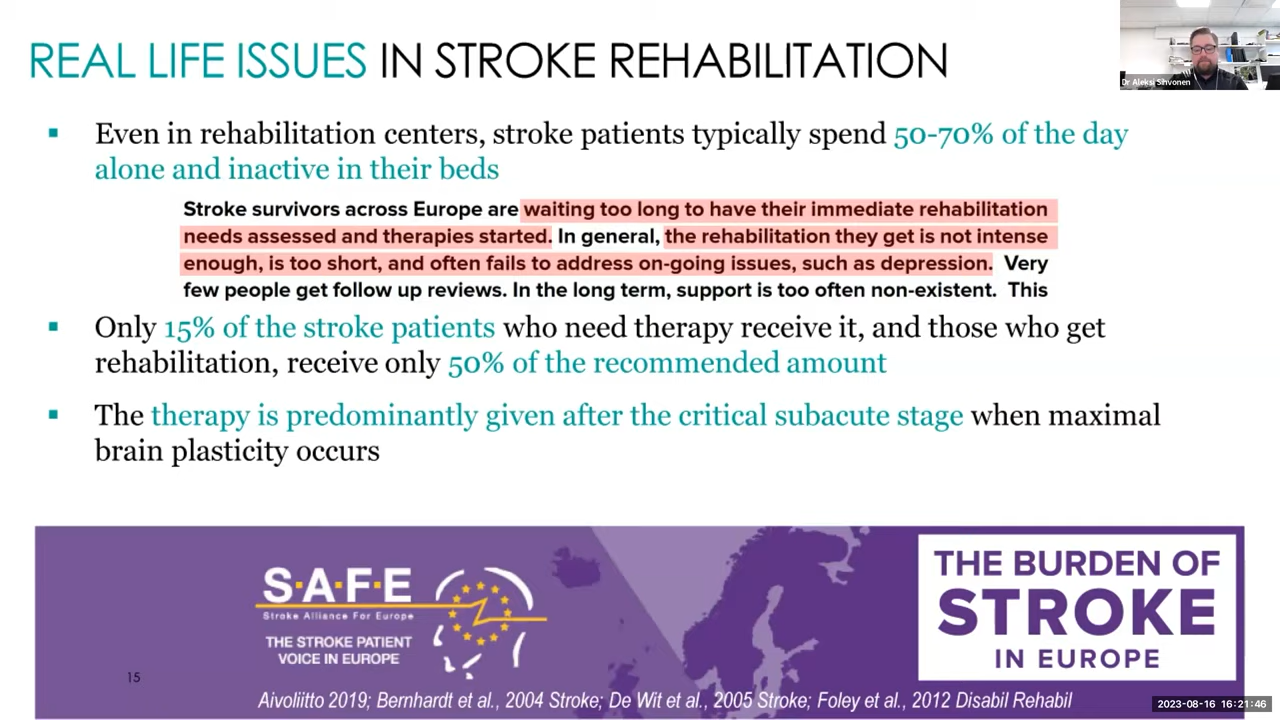 REAL LIFE ISSUES IN STROKE REHABILITATION
Dr Aleksi Sihvonen
▪ Even in rehabilitation centers, stroke patients typically spend 50-70% of the day
alone and inactive in their beds
Stroke survivors across Europe are waiting too long to have their immediate rehabilitation
needs assessed and therapies started. In general, the rehabilitation they get is not intense
enough, is too short, and often fails to address on-going issues, such as depression. Very
few people get follow up reviews. In the long term, support is too often non-existent. This
▪ Only 15% of the stroke patients who need therapy receive it, and those who get
rehabilitation, receive only 50% of the recommended amount
▪ The therapy is predominantly given after the critical subacute stage when maximal
brain plasticity occurs
S·A·F·E
Stroke Alliance For Europe
THE STROKE PATIENT
VOICE IN EUROPE
THE BURDEN OF
STROKE
IN EUROPE
15
Aivoliitto 2019; Bernhardt et al., 2004 Stroke; De Wit et al., 2005 Stroke; Foley et al., 2012 Disabil Rehabil
2023-08-16 16:21:46